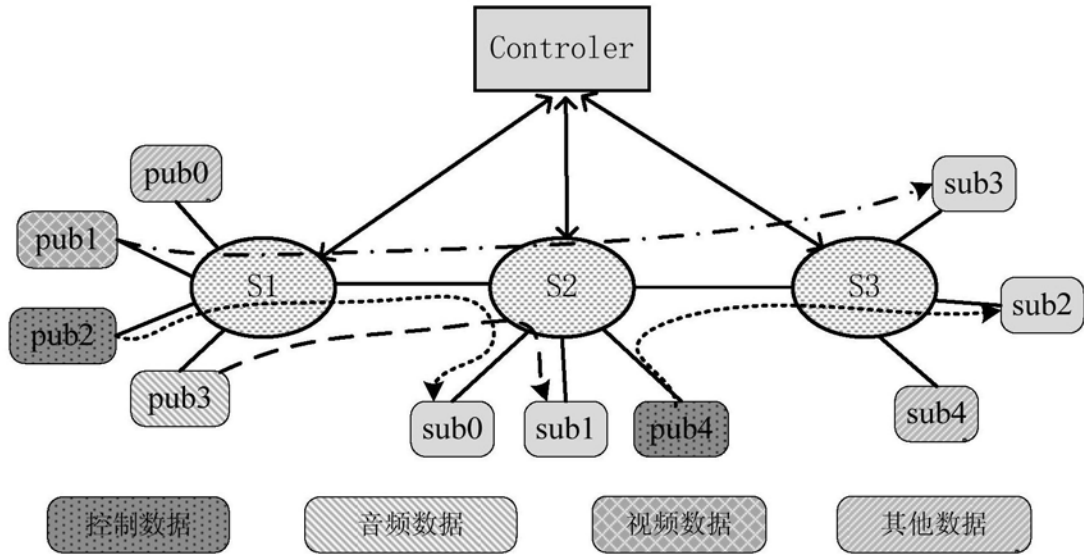 Controler
pub0
sub3
pub1
S1
S2
S3
pub2
sub2
pub3
sub0
sub1
pub4
sub4
控制数据
音频数据
视频数据
其他数据